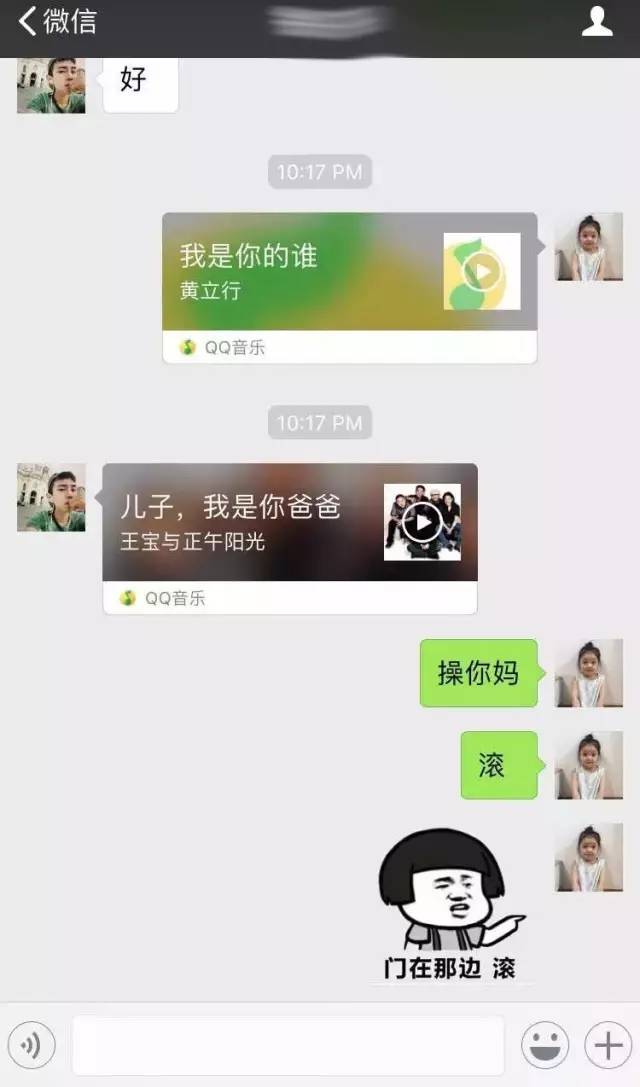 微信
好
10:17 PM
我是你的谁
黄立行
QQ音乐
10:17 PM
儿子，我是你爸爸
王宝与正午阳光
QQ音乐
操你妈
滚
门在那边 滚